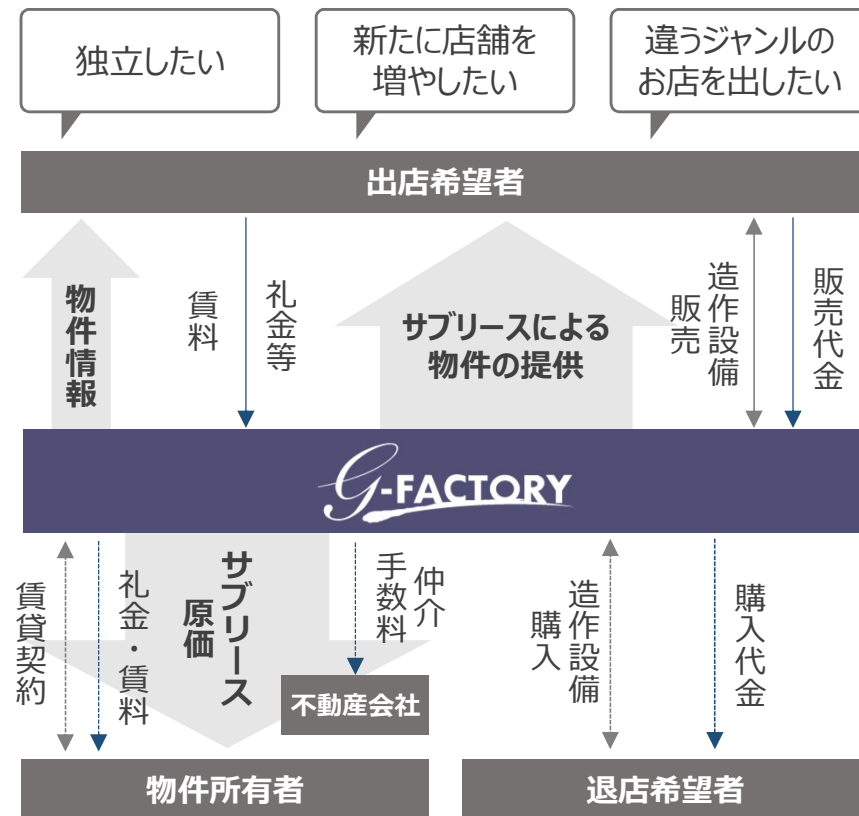 独立したい
新たに店舗を
増やしたい
違うジャンルの
お店を出したい
出店希望者
物件情報
賃料
礼金等
サブリースによる
物件の提供
造作設備
販売
販売代金
G-FACTORY
賃貸契約
礼金・賃料
サブリース
原価
仲介
手数料
造作設備
購入
購入代金
不動産会社
物件所有者
退店希望者